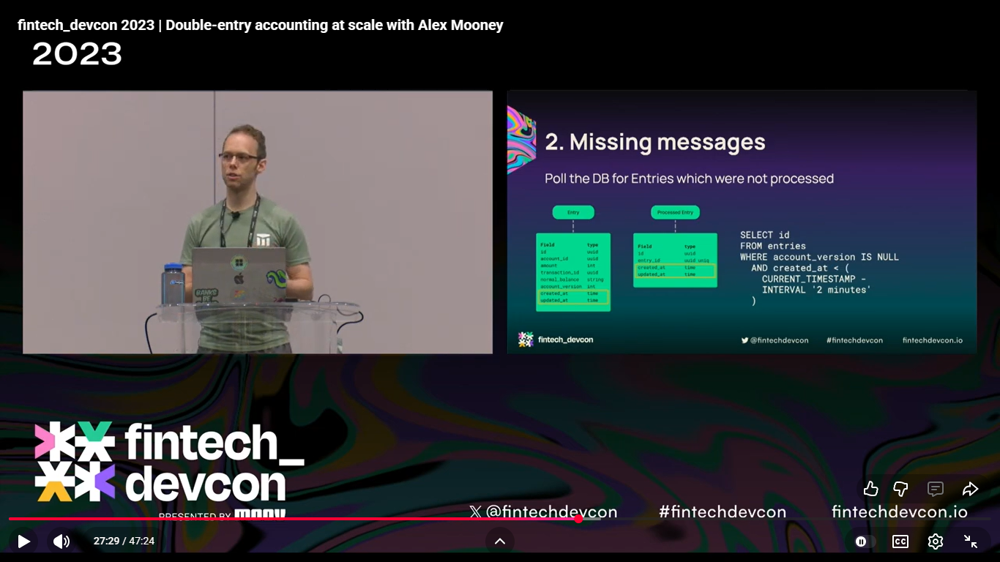 fintech_devcon 2023 | Double-entry accounting at scale with Alex Mooney
2023
BANKS
BE
2. Missing messages
Poll the DB for Entries which were not processed
Entry
Field type
id uuid
account_id uuid
amount int
transaction_id uuid
normal_balance string
account_version int
created_at time
updated_at time
Processed Entry
Field type
id uuid
entry_id uuid uniq
created_at time
updated_at time
SELECT id
FROM entries
WHERE account_version IS NULL
AND created_at < (
CURRENT_TIMESTAMP -
INTERVAL '2 minutes'
)
fintech_devcon
@fintechdevcon
#fintechdevcon
fintechdevcon.io
fintech_
devcon
PRESENTED BY moov
X @fintechdevcon
#fintechdevcon
fintechdevcon.io
27:29 / 47:24
CC